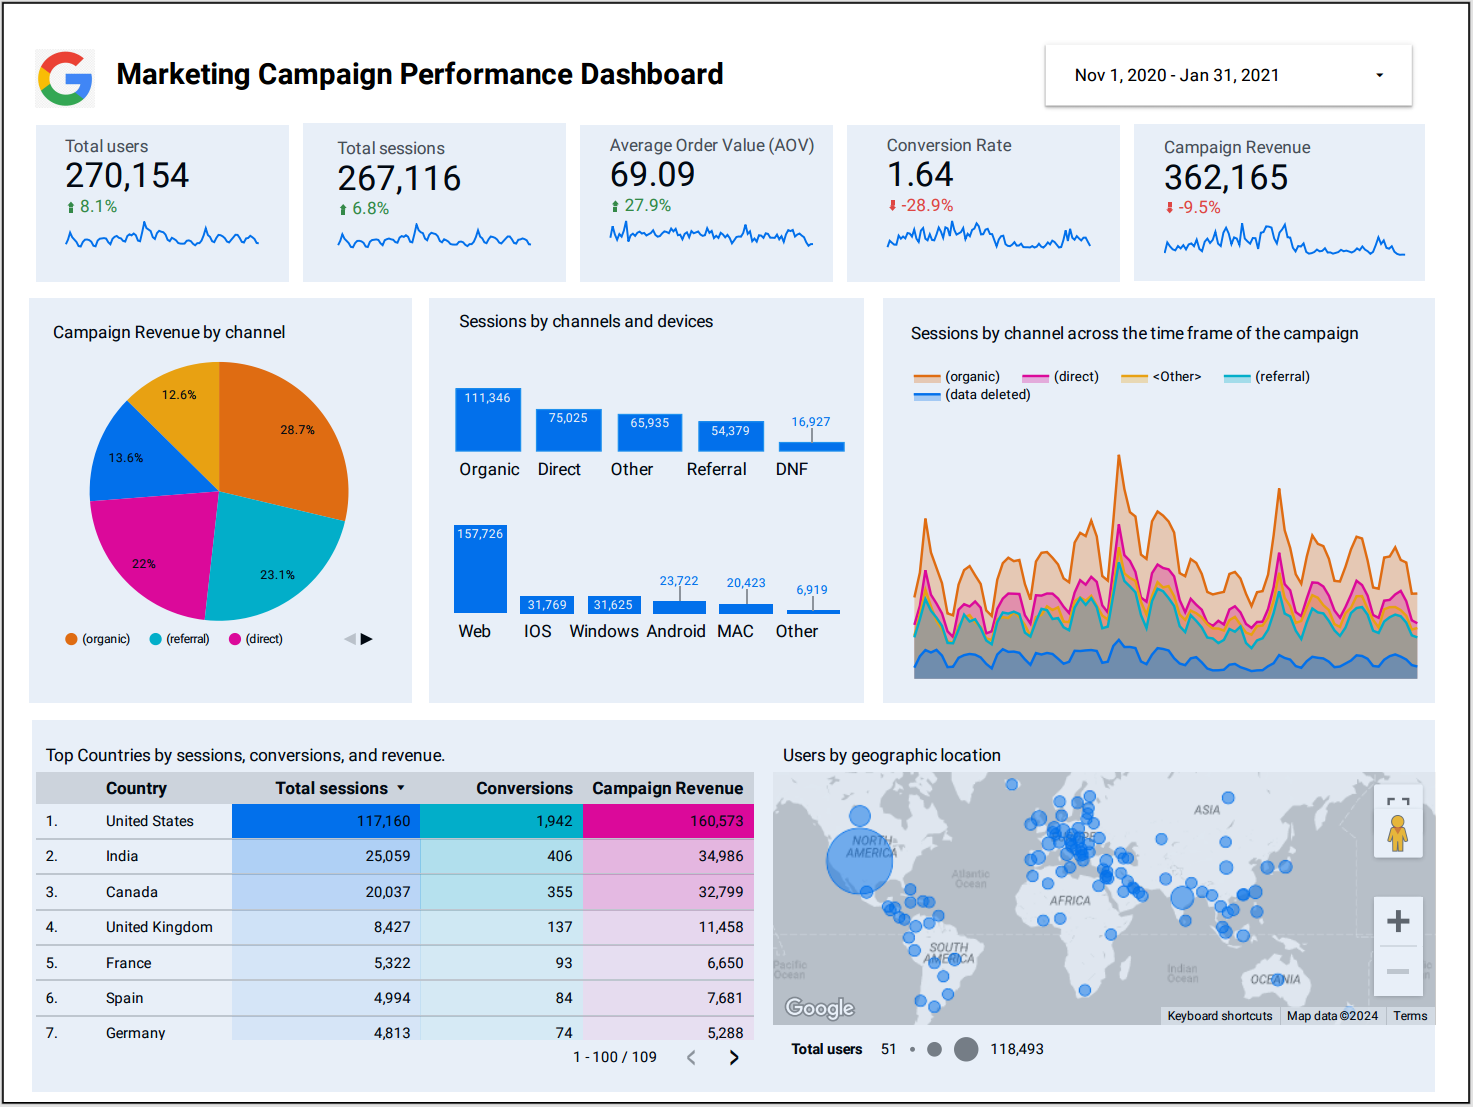 Marketing Campaign Performance Dashboard
Nov 1, 2020 - Jan 31, 2021
Total users
270,154
8.1%
Total sessions
267,116
6.8%
Average Order Value (AOV)
69.09
27.9%
Conversion Rate
1.64
-28.9%
Campaign Revenue
362,165
-9.5%
Campaign Revenue by channel
12.6%
28.7%
13.6%
22%
23.1%
(organic) (referral) (direct)
Sessions by channels and devices
111,346 75,025 65,935 54,379 16,927
Organic Direct Other Referral DNF
157,726 31,769 31,625 23,722 20,423 6,919
Web IOS Windows Android MAC Other
Sessions by channel across the time frame of the campaign
(organic) (direct) <Other> (referral)
(data deleted)
Top Countries by sessions, conversions, and revenue.
Country Total sessions Conversions Campaign Revenue
1. United States 117,160 1,942 160,573
2. India 25,059 406 34,986
3. Canada 20,037 355 32,799
4. United Kingdom 8,427 137 11,458
5. France 5,322 93 6,650
6. Spain 4,994 84 7,681
7. Germany 4,813 74 5,288
1 - 100 / 109
Users by geographic location
ASIA
NORTH
AMERICA
Atlantic
Ocean
AFRICA
SOUTH
AMERICA
Pacific
Ocean
Indian
Ocean
OCEANIA
Google
Keyboard shortcuts Map data ©2024 Terms
Total users 51 118,493